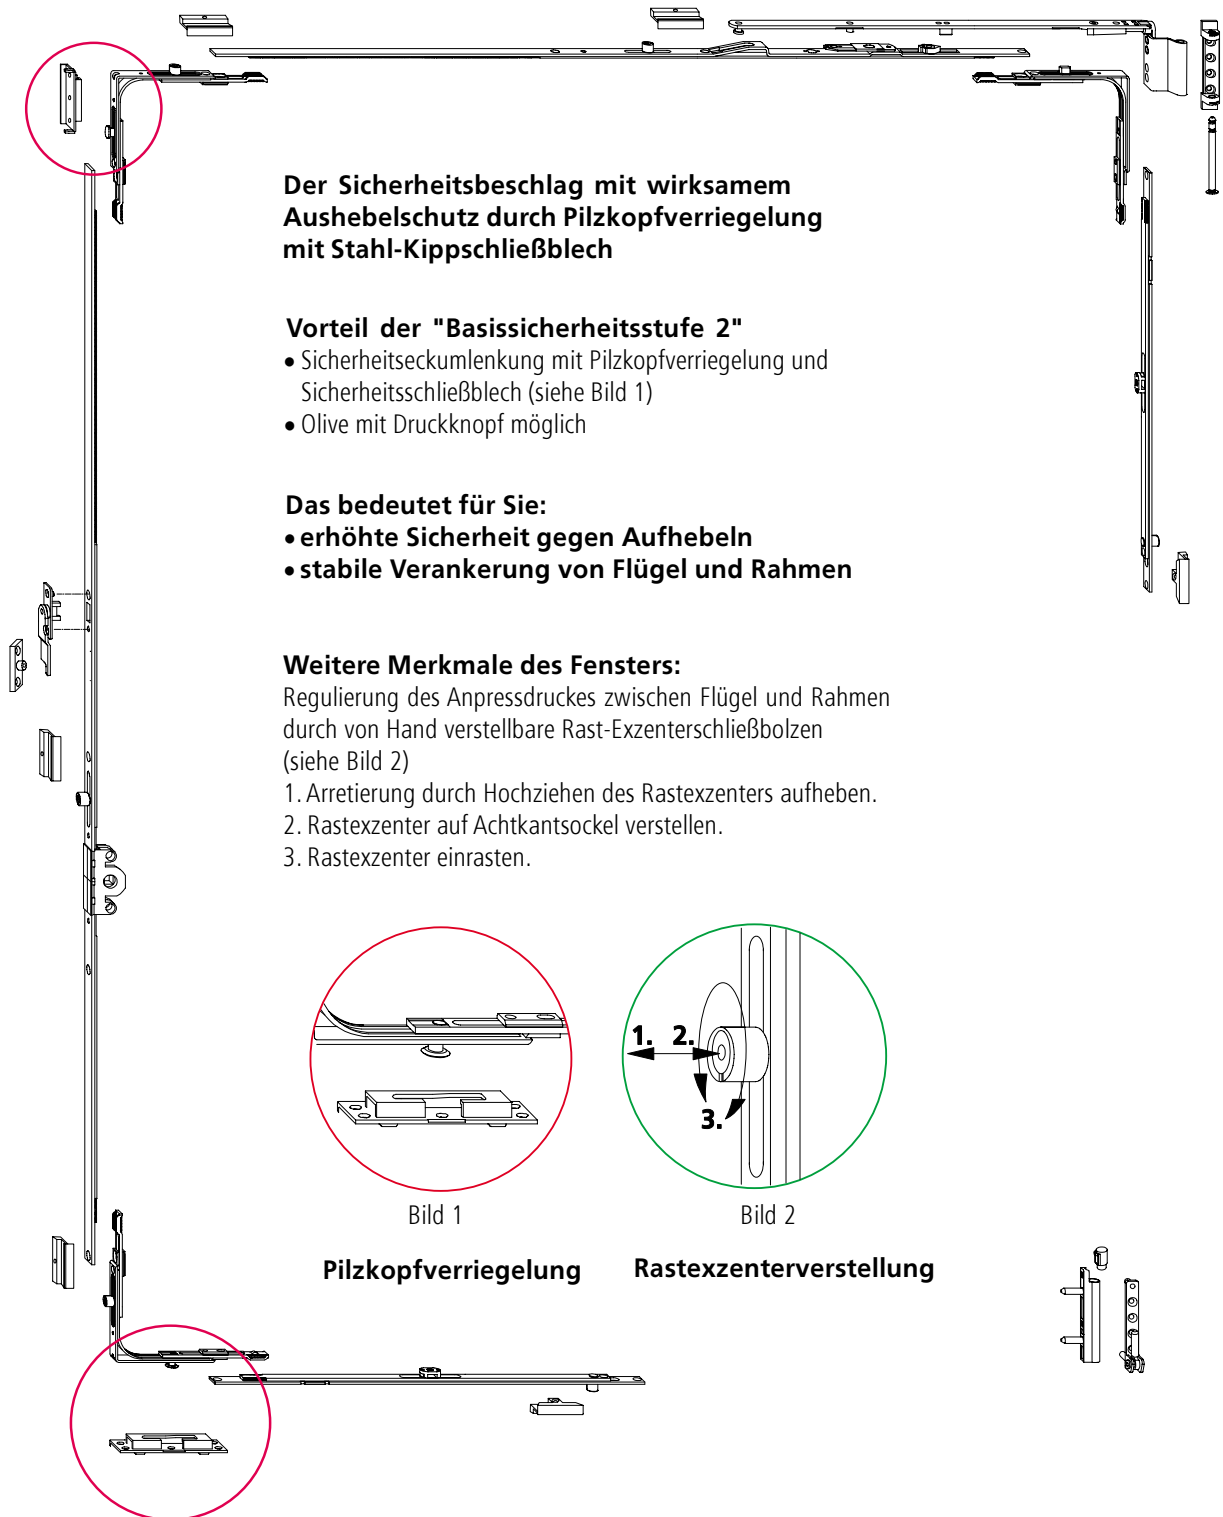 Der Sicherheitsbeschlag mit wirksamem
Aushebelschutz durch Pilzkopfverriegelung
mit Stahl-Kippschließblech
Vorteil der "Basissicherheitsstufe 2"
• Sicherheitseckumlenkung mit Pilzkopfverriegelung und
Sicherheitsschließblech (siehe Bild 1)
• Olive mit Druckknopf möglich
Das bedeutet für Sie:
• erhöhte Sicherheit gegen Aufhebeln
• stabile Verankerung von Flügel und Rahmen
Weitere Merkmale des Fensters:
Regulierung des Anpressdruckes zwischen Flügel und Rahmen
durch von Hand verstellbare Rast-Exzenterschließbolzen
(siehe Bild 2)
1. Arretierung durch Hochziehen des Rastexzenters aufheben.
2. Rastexzenter auf Achtkantsockel verstellen.
3. Rastexzenter einrasten.
1. 2.
3.
Bild 1
Bild 2
Pilzkopfverriegelung
Rastexzenterverstellung